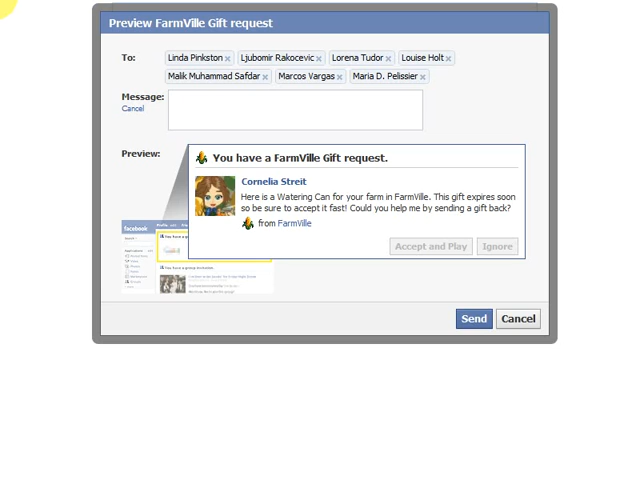 Preview FarmVille Gift request
To: Linda Pinkston x Ljubomir Rakocevic x Lorena Tudor x Louise Holt x
Malik Muhammad Safdar x Marcos Vargas x Maria D. Pelissier x
Message:
Cancel
Preview:
You have a FarmVille Gift request.
Cornelia Streit
Here is a Watering Can for your farm in FarmVille. This gift expires soon
so be sure to accept it fast! Could you help me by sending a gift back?
from FarmVille
Accept and Play Ignore
facebook
Send Cancel